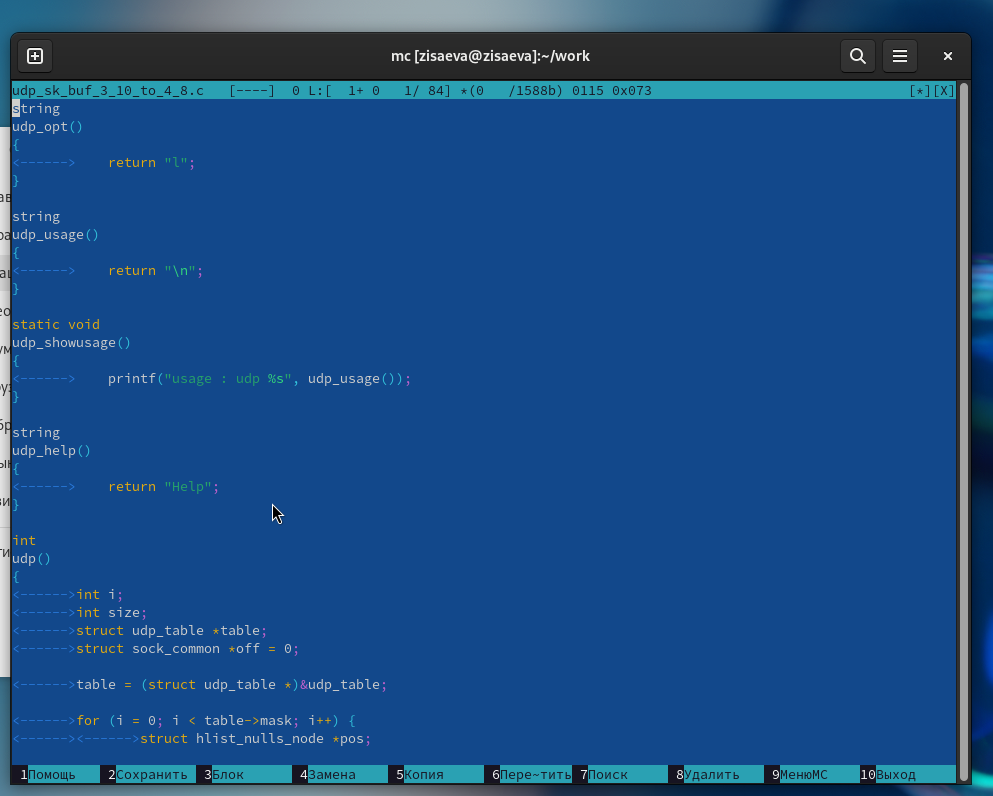 mc [zisaeva@zisaeva]:~/work
udp_sk_buf_3_10_to_4_8.c   [----]  0 L:[  1+ 0   1/ 84] *(0   /1588b) 0115 0x073   [*][X]
string
udp_opt()
{
<------>    return "l";
}
string
udp_usage()
{
<------>    return "\n";
}
static void
udp_showusage()
{
<------>    printf("usage : udp %s", udp_usage());
}
string
udp_help()
{
<------>    return "Help";
}
int
udp()
{
<------>int i;
<------>int size;
<------>struct udp_table *table;
<------>struct sock_common *off = 0;
<------>table = (struct udp_table *)&udp_table;
<------>for (i = 0; i < table->mask; i++) {
<------><------>struct hlist_nulls_node *pos;
1Помощь 2Сохранить 3Блок 4Замена 5Копия 6Пере~тить 7Поиск 8Удалить 9МенюMC 10Выход